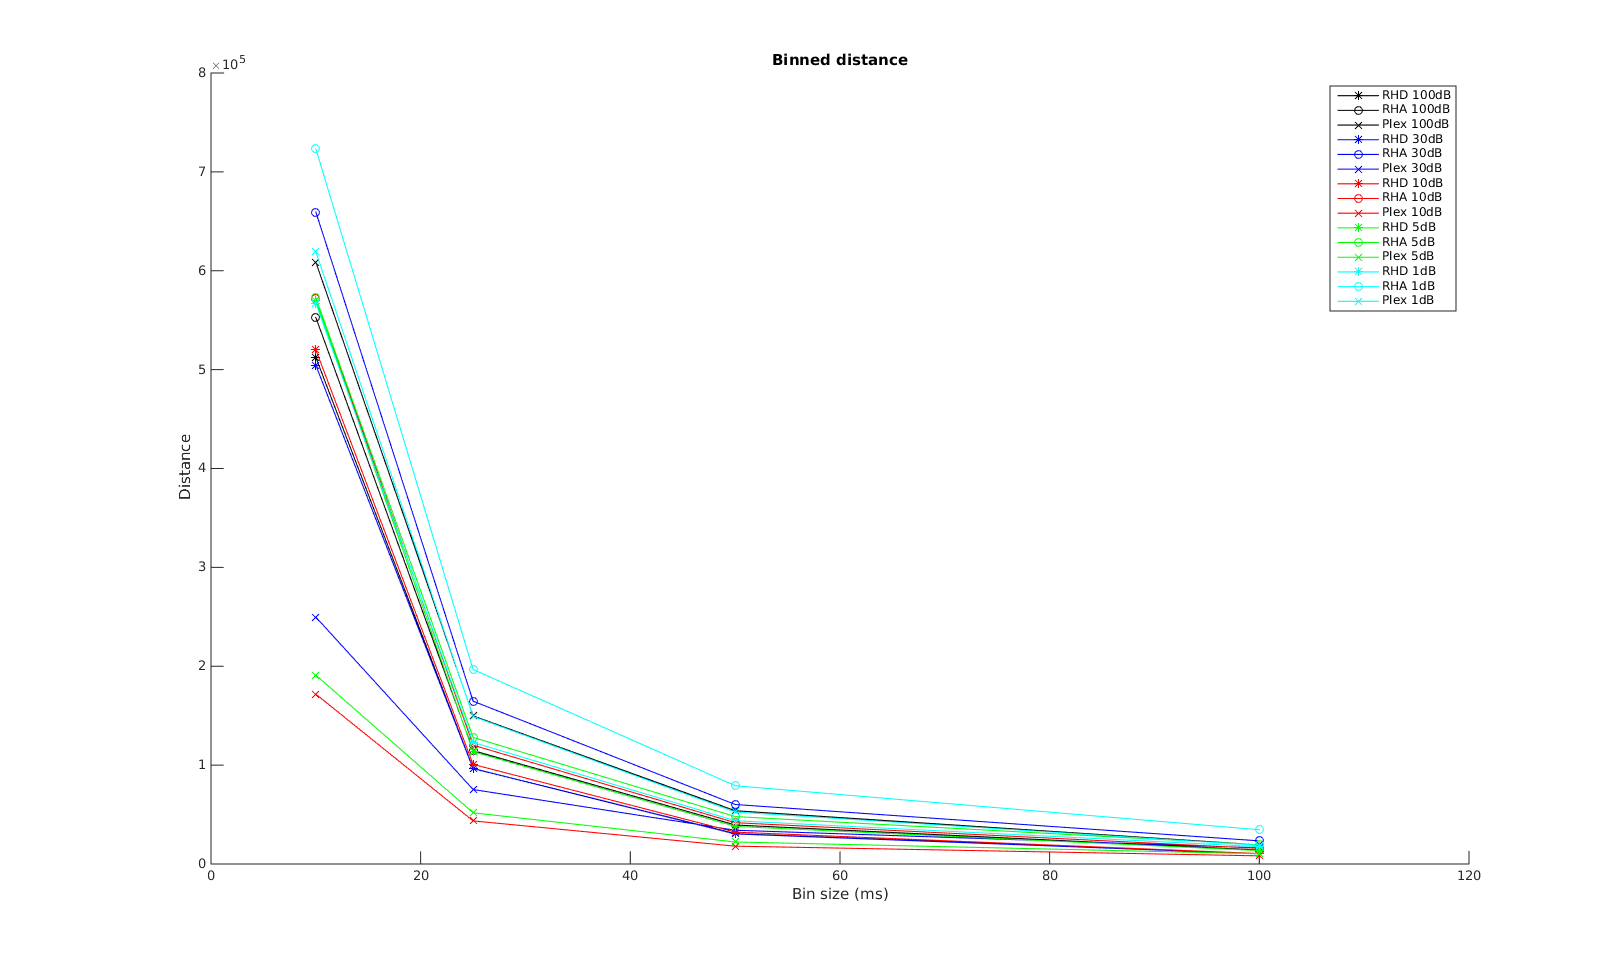 Binned distance
×10^5
8
7
6
5
4
3
2
1
0
Distance
0 20 40 60 80 100 120
Bin size (ms)
RHD 100dB
RHA 100dB
Plex 100dB
RHD 30dB
RHA 30dB
Plex 30dB
RHD 10dB
RHA 10dB
Plex 10dB
RHD 5dB
RHA 5dB
Plex 5dB
RHD 1dB
RHA 1dB
Plex 1dB